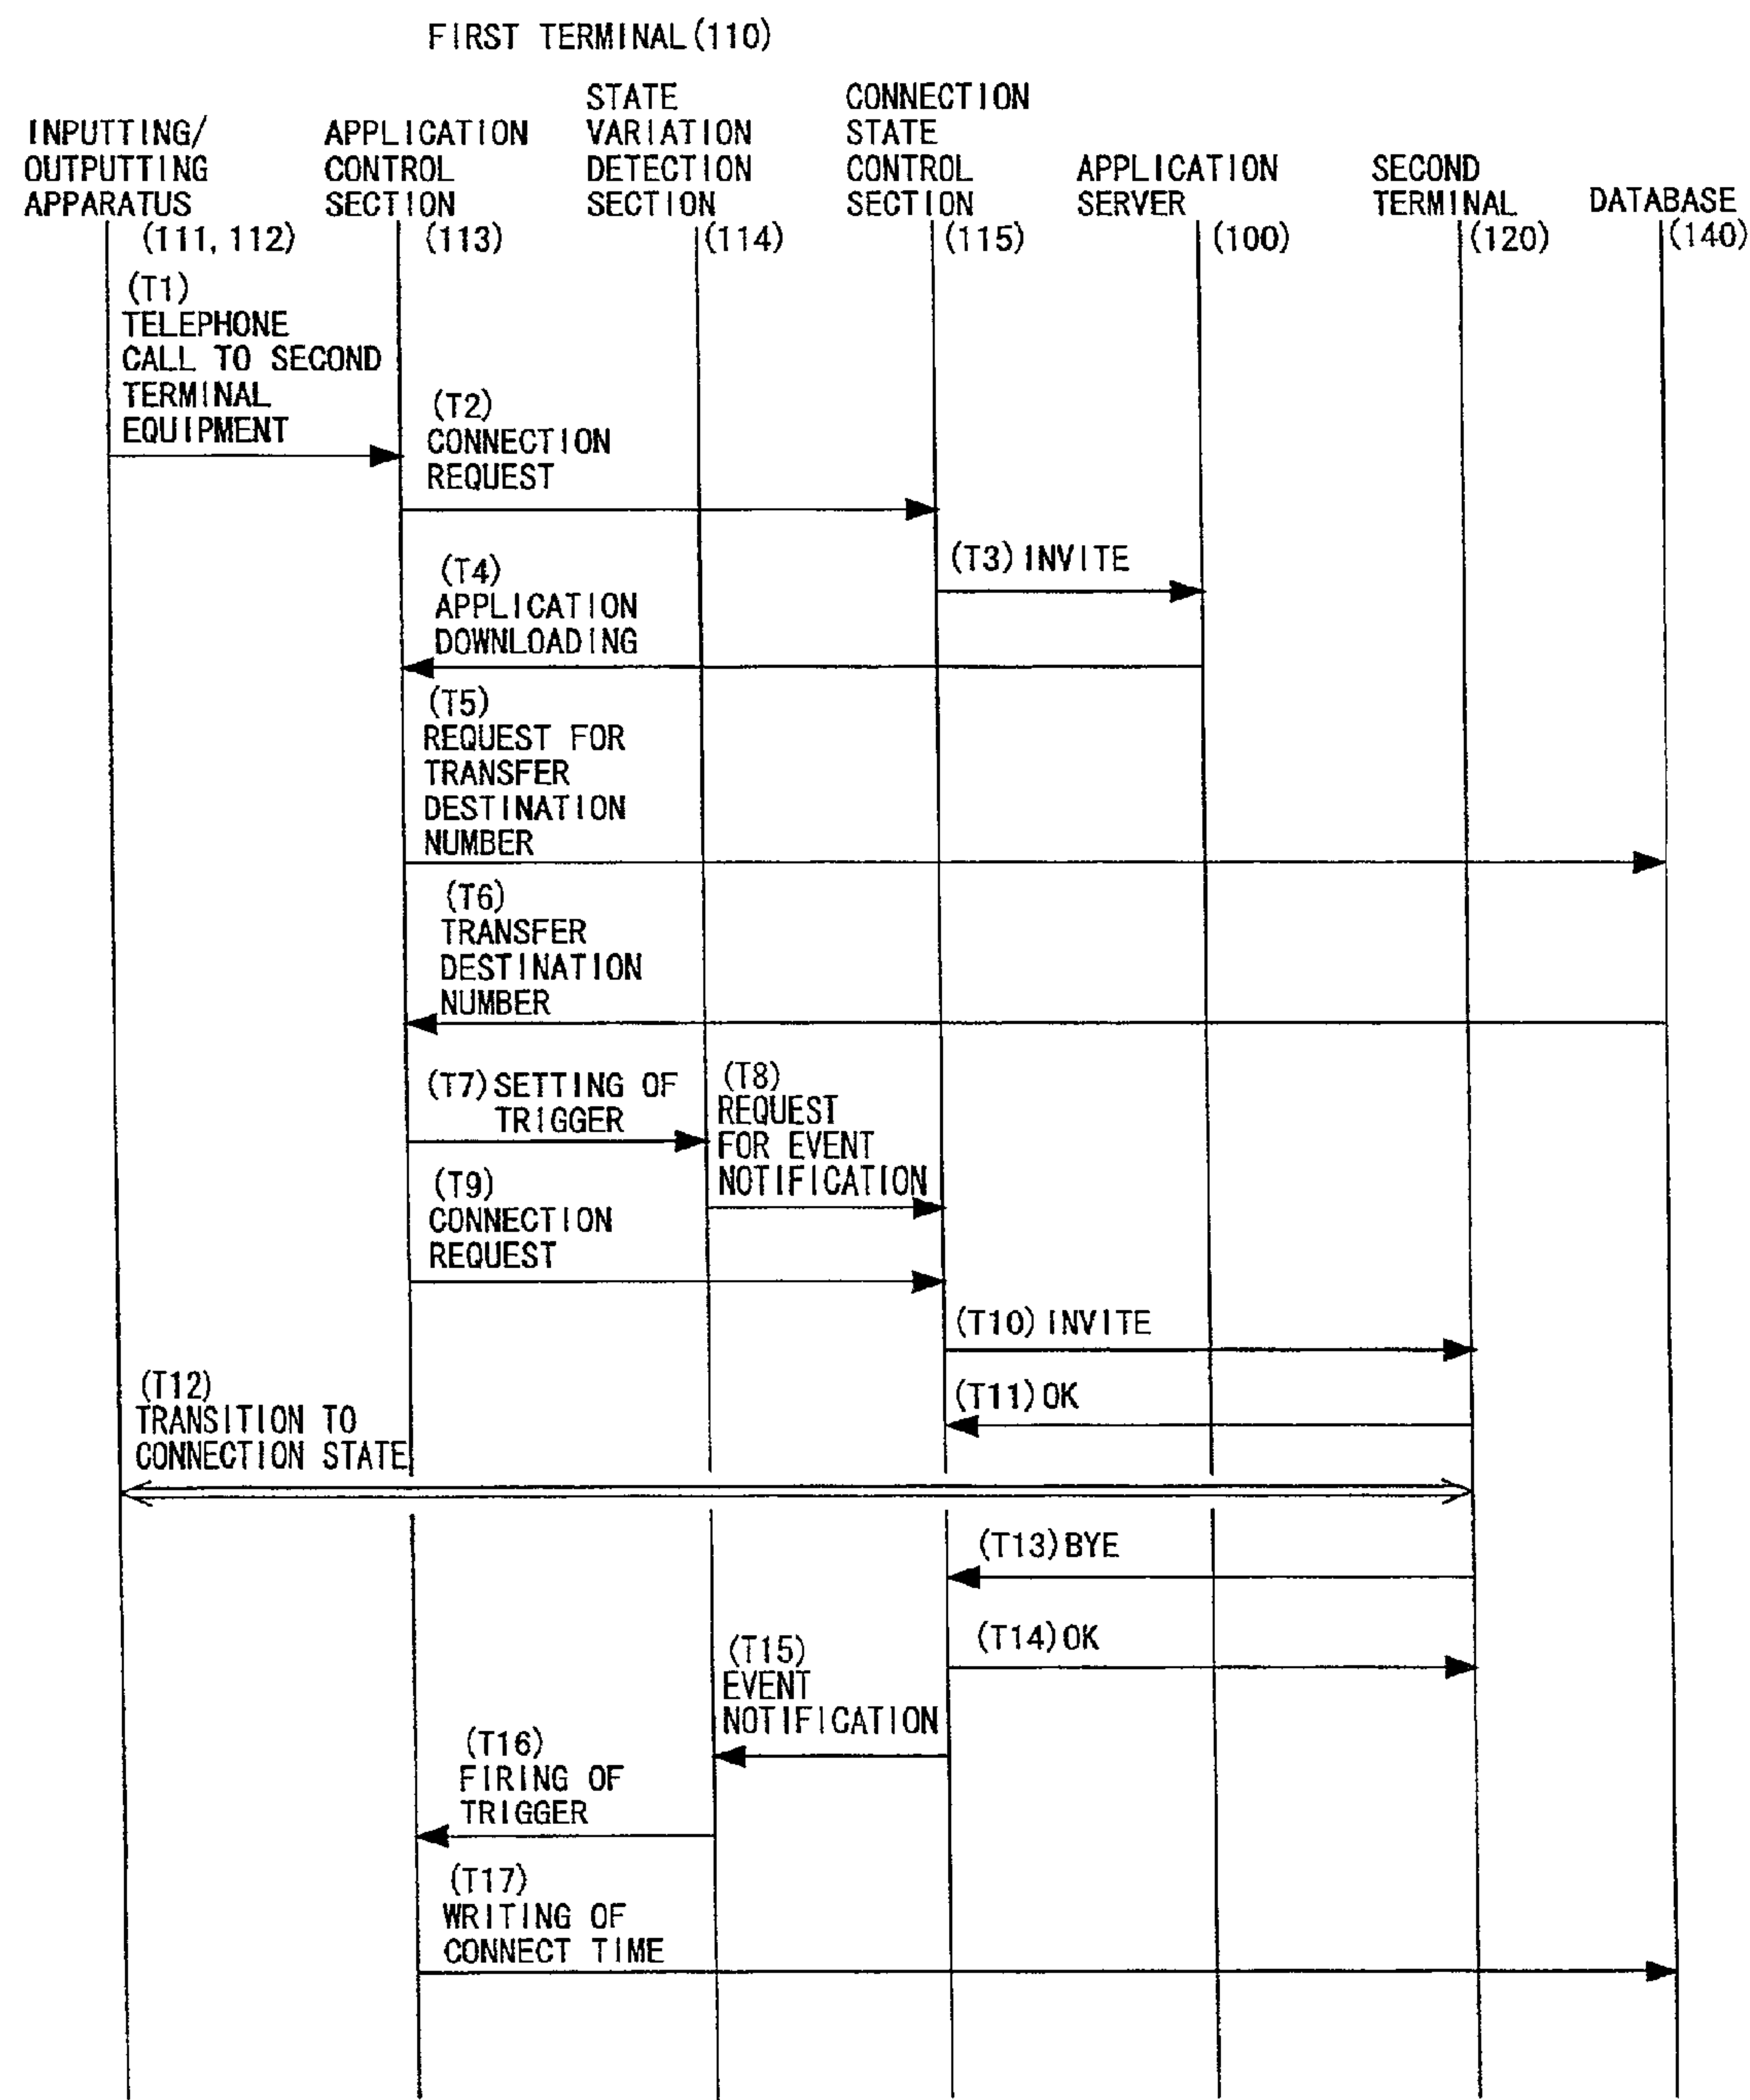 FIRST TERMINAL(110)
INPUTTING/
OUTPUTTING
APPARATUS
(111, 112)
APPLICATION
CONTROL
SECTION
(113)
STATE
VARIATION
DETECTION
SECTION
(114)
CONNECTION
STATE
CONTROL
SECTION
(115)
APPLICATION
SERVER
(100)
SECOND
TERMINAL
(120)
DATABASE
(140)
(T1)
TELEPHONE
CALL TO SECOND
TERMINAL
EQUIPMENT
(T2)
CONNECTION
REQUEST
(T3) INVITE
(T4)
APPLICATION
DOWNLOADING
(T5)
REQUEST FOR
TRANSFER
DESTINATION
NUMBER
(T6)
TRANSFER
DESTINATION
NUMBER
(T7) SETTING OF
TRIGGER
(T8)
REQUEST
FOR EVENT
NOTIFICATION
(T9)
CONNECTION
REQUEST
(T10) INVITE
(T11) OK
(T12)
TRANSITION TO
CONNECTION STATE
(T13) BYE
(T14) OK
(T15)
EVENT
NOTIFICATION
(T16)
FIRING OF
TRIGGER
(T17)
WRITING OF
CONNECT TIME